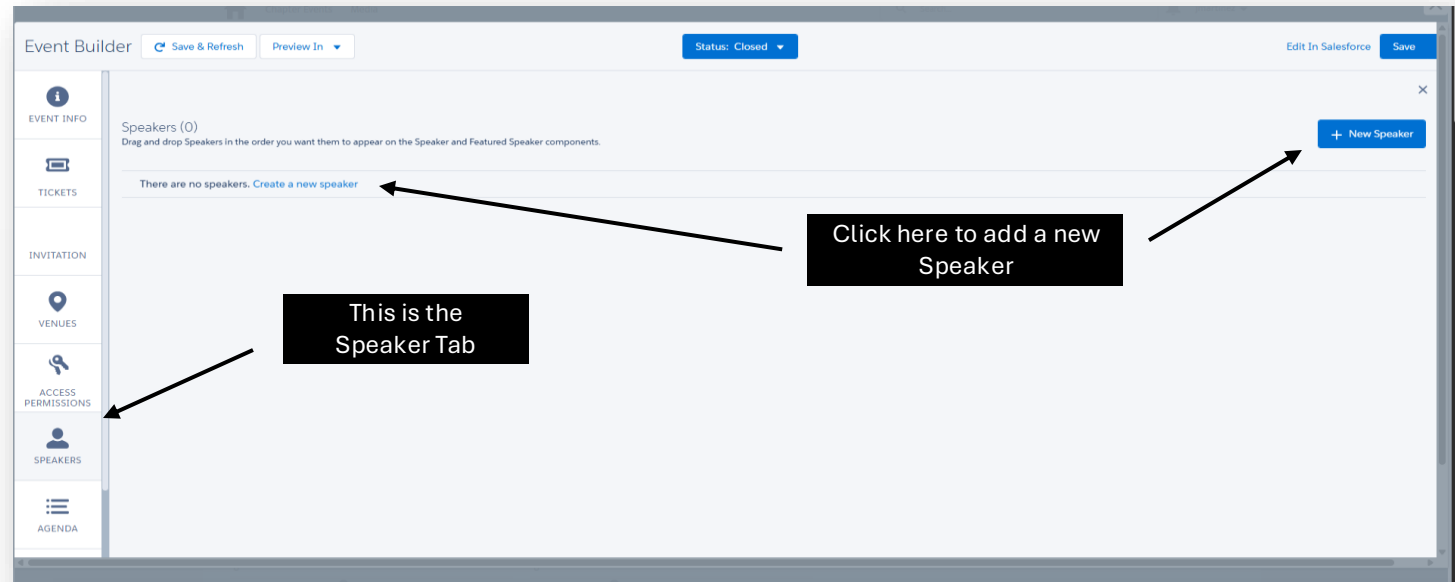 Event Builder
Save & Refresh
Preview In
Status: Closed
Edit In Salesforce
Save
EVENT INFO
Speakers (0)
Drag and drop Speakers in the order you want them to appear on the Speaker and Featured Speaker components.
+ New Speaker
TICKETS
There are no speakers. Create a new speaker
Click here to add a new
Speaker
INVITATION
VENUES
This is the
Speaker Tab
ACCESS
PERMISSIONS
SPEAKERS
AGENDA